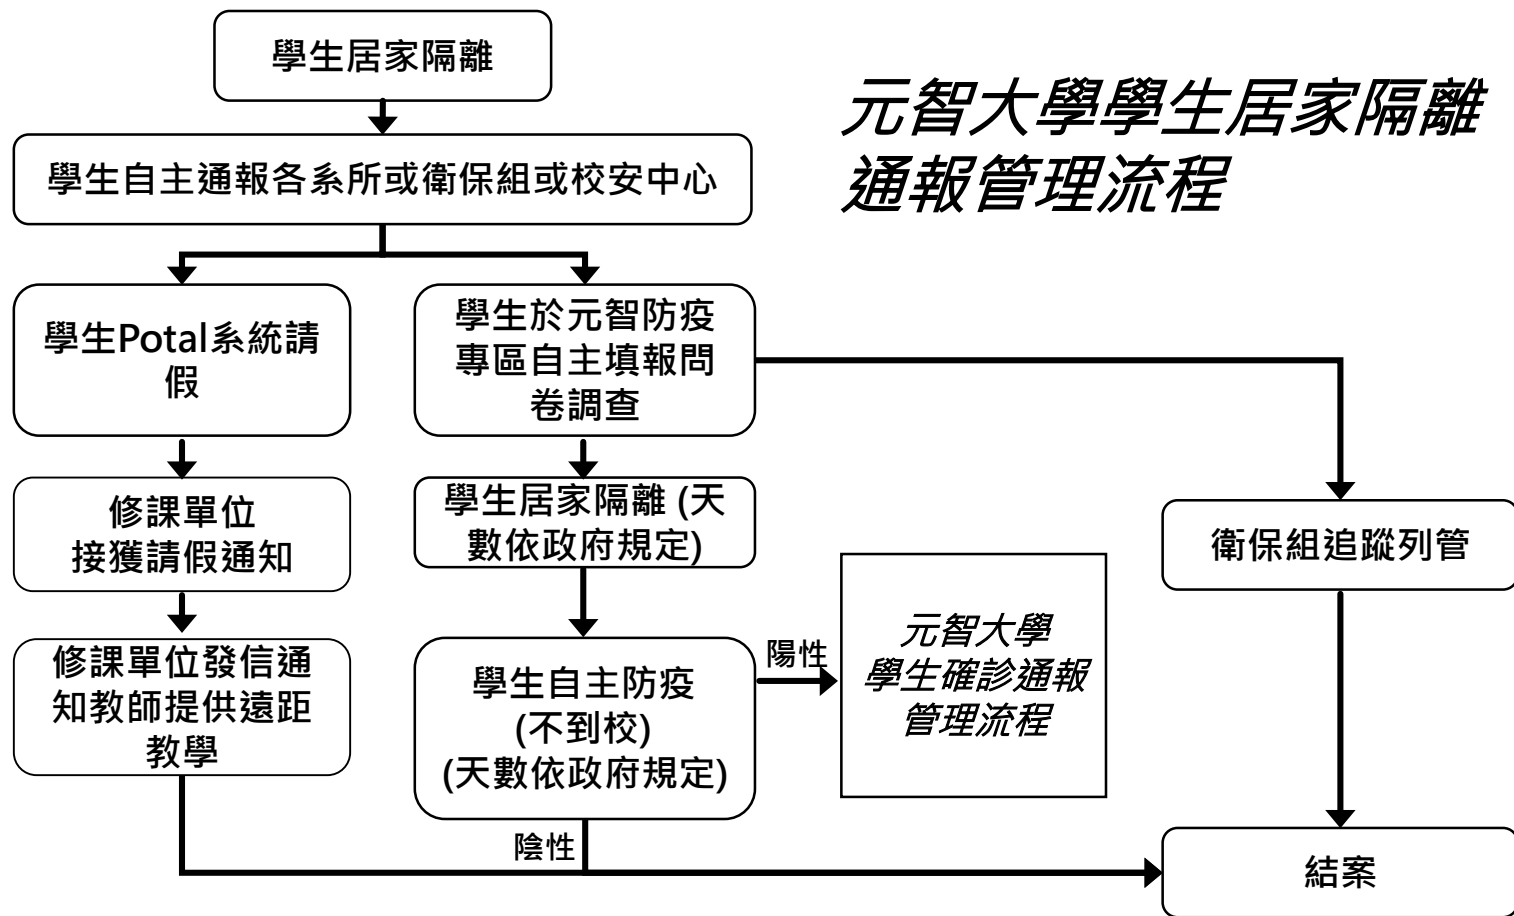 學生居家隔離
元智大學學生居家隔離
通報管理流程
學生自主通報各系所或衛保組或校安中心
學生Potal系統請
假
學生於元智防疫
專區自主填報問
卷調查
修課單位
接獲請假通知
學生居家隔離 (天
數依政府規定)
衛保組追蹤列管
修課單位發信通
知教師提供遠距
教學
學生自主防疫
(不到校)
(天數依政府規定)
陽性
元智大學
學生確診通報
管理流程
陰性
結案